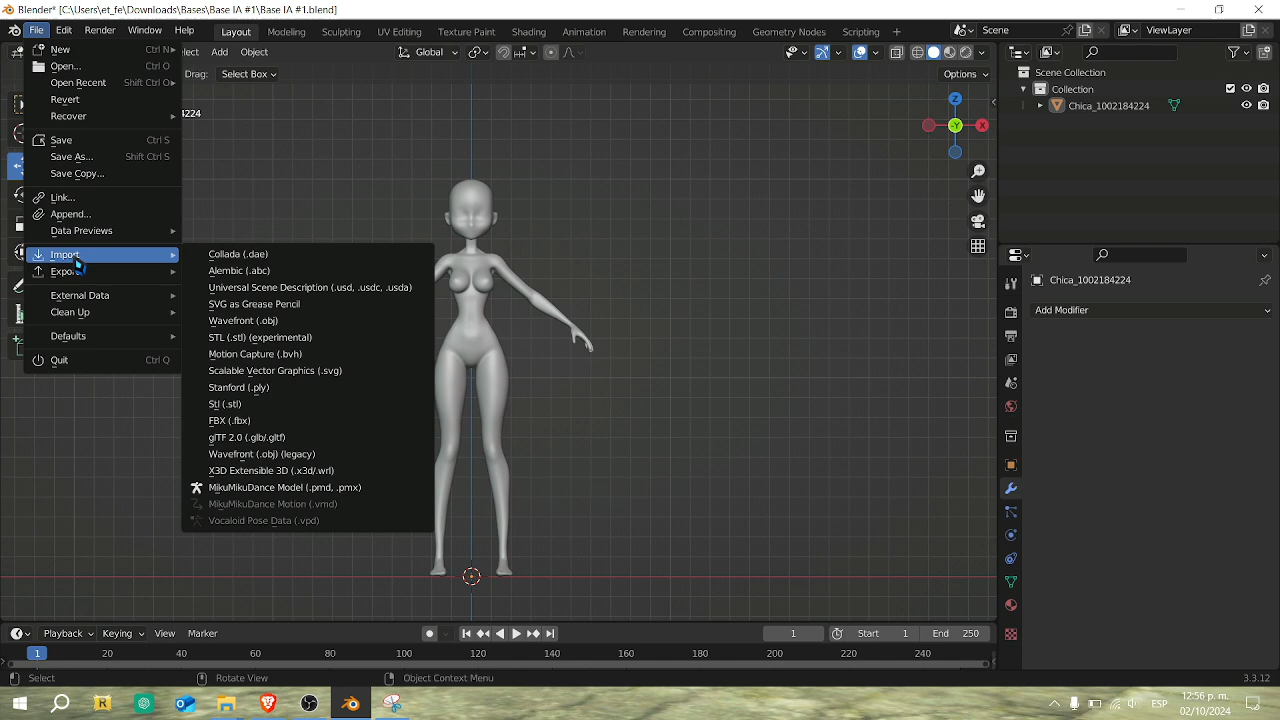 Blender* [C:\Users\et_fe\Downloads\Bases\Base IA #1\Base IA #1.blend]
File Edit Render Window Help Layout Modeling Sculpting UV Editing Texture Paint Shading Animation Rendering Compositing Geometry Nodes Scripting + Scene ViewLayer
Add Object Global
Drag: Select Box Options
4224
New Ctrl N
Open... Ctrl O
Open Recent Shift Ctrl O
Revert
Recover
Save Ctrl S
Save As... Shift Ctrl S
Save Copy...
Link...
Append...
Data Previews
Import
Export
External Data
Clean Up
Defaults
Quit Ctrl Q
Collada (.dae)
Alembic (.abc)
Universal Scene Description (.usd, .usdc, .usda)
SVG as Grease Pencil
Wavefront (.obj)
STL (.stl) (experimental)
Motion Capture (.bvh)
Scalable Vector Graphics (.svg)
Stanford (.ply)
Stl (.stl)
FBX (.fbx)
glTF 2.0 (.glb/.gltf)
Wavefront (.obj) (legacy)
X3D Extensible 3D (.x3d/.wrl)
MikuMikuDance Model (.pmd, .pmx)
MikuMikuDance Motion (.vmd)
Vocaloid Pose Data (.vpd)
Z
-Y X
Scene Collection
Collection
Chica_1002184224
Chica_1002184224
Add Modifier
Playback Keying View Marker 1 Start 1 End 250
1 20 40 60 80 100 120 140 160 180 200 220 240
Select Rotate View Object Context Menu 3.3.12
R ESP 12:56 p. m.
02/10/2024